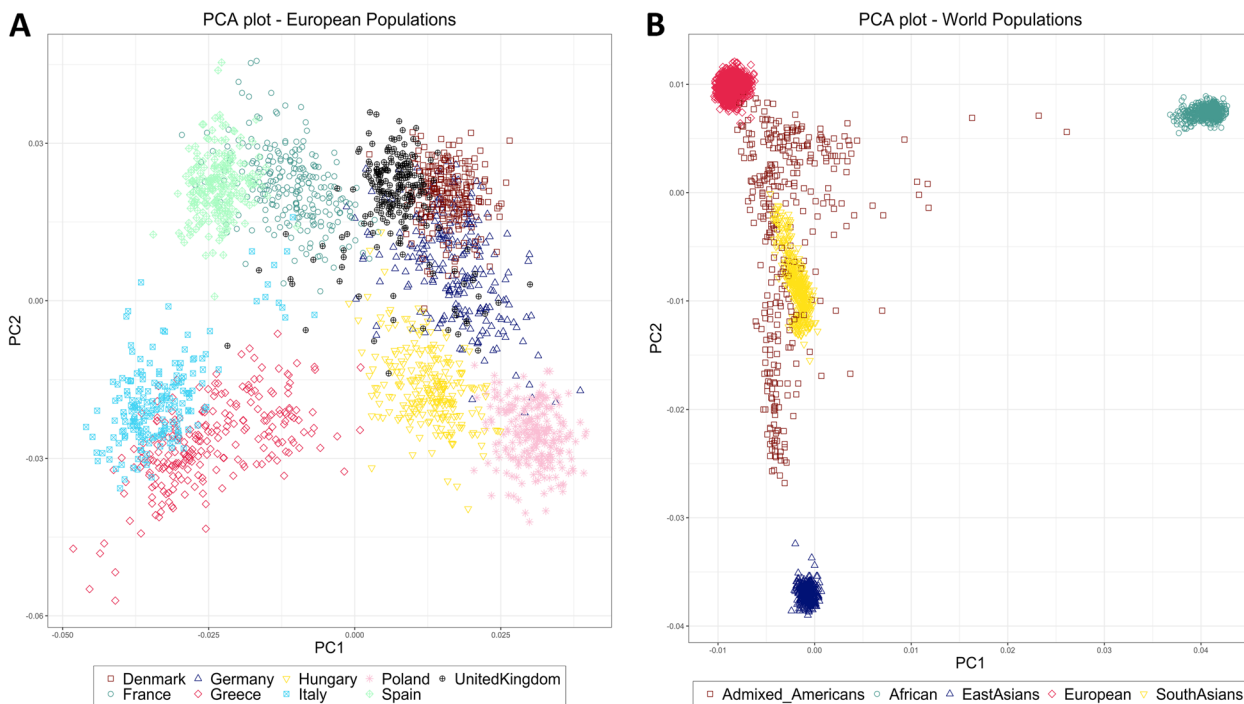 A
PCA plot - European Populations
PC2
0.03
0.00
-0.03
-0.06
-0.050
-0.025
0.000
0.025
PC1
Denmark Germany Hungary Poland UnitedKingdom
France Greece Italy Spain
B
PCA plot - World Populations
PC2
0.01
0.00
-0.01
-0.02
-0.03
-0.04
-0.01
0.00
0.01
0.02
0.03
0.04
PC1
Admixed_Americans African EastAsians European SouthAsians